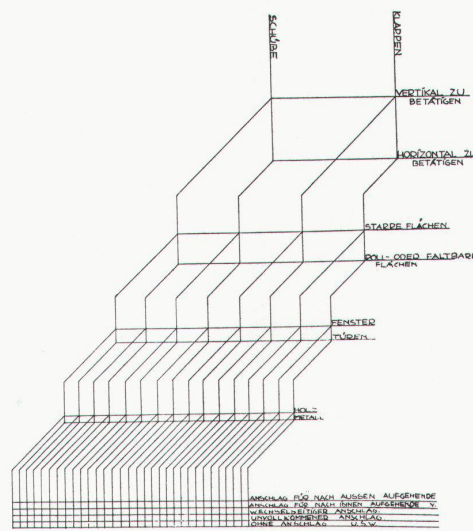 SCHÜBE
KLAPPEN
VERTIKAL ZU
BETÄTIGEN
HORIZONTAL ZU
BETÄTIGEN
STARRE FLÄCHEN
ROLL- ODER FALTBARE
FLÄCHEN
FENSTER
TÜREN
HOLZ-
METALL
ANSCHLAG FÜR NACH AUSSEN AUFGEHENDE
ANSCHLAG FÜR NACH INNEN AUFGEHENDE
WECHSELSEITIGER ANSCHLAG
UNVOLLKOMMENER ANSCHLAG
OHNE ANSCHLAG U.S.W.